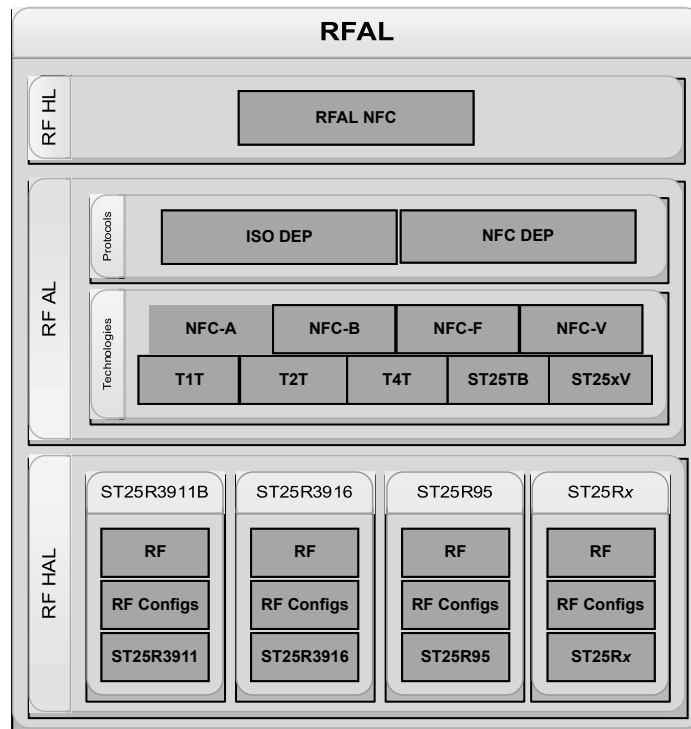 RFAL
RF HL
RFAL NFC
RF AL
Protocols
ISO DEP NFC DEP
Technologies
NFC-A NFC-B NFC-F NFC-V
T1T T2T T4T ST25TB ST25xV
RF HAL
ST25R3911B ST25R3916 ST25R95 ST25Rx
RF RF RF RF
RF Configs RF Configs RF Configs RF Configs
ST25R3911 ST25R3916 ST25R95 ST25Rx